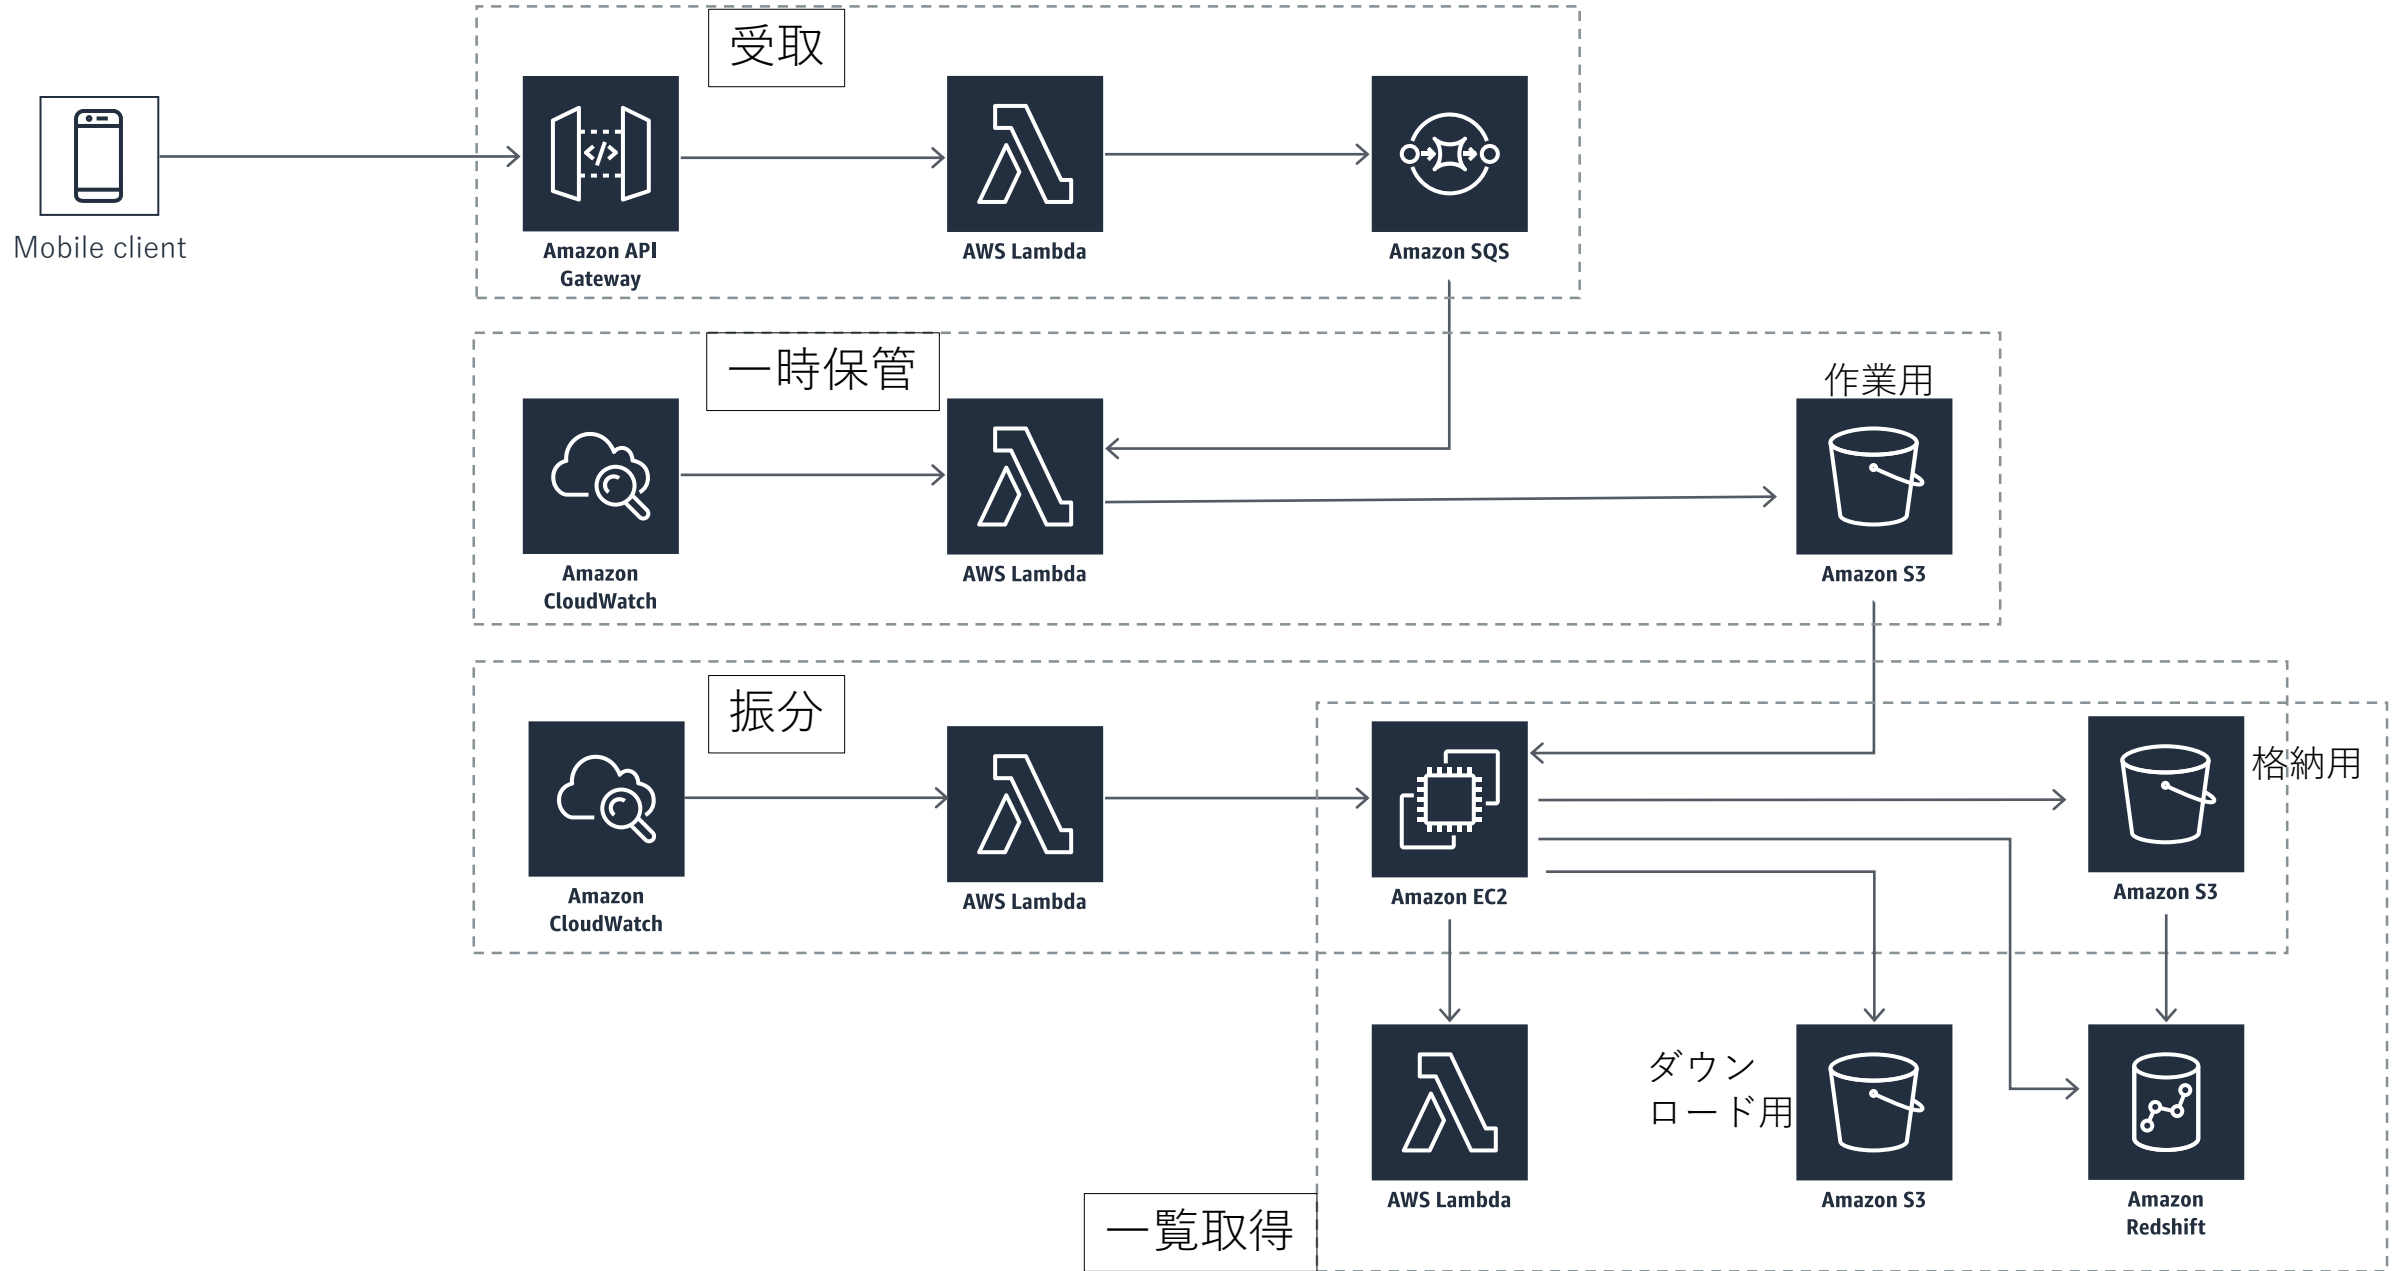 受取
Mobile client
Amazon API
Gateway
AWS Lambda
Amazon SQS
一時保管
作業用
Amazon
CloudWatch
AWS Lambda
Amazon S3
振分
格納用
Amazon
CloudWatch
AWS Lambda
Amazon EC2
Amazon S3
ダウン
ロード用
AWS Lambda
Amazon S3
Amazon
Redshift
一覧取得